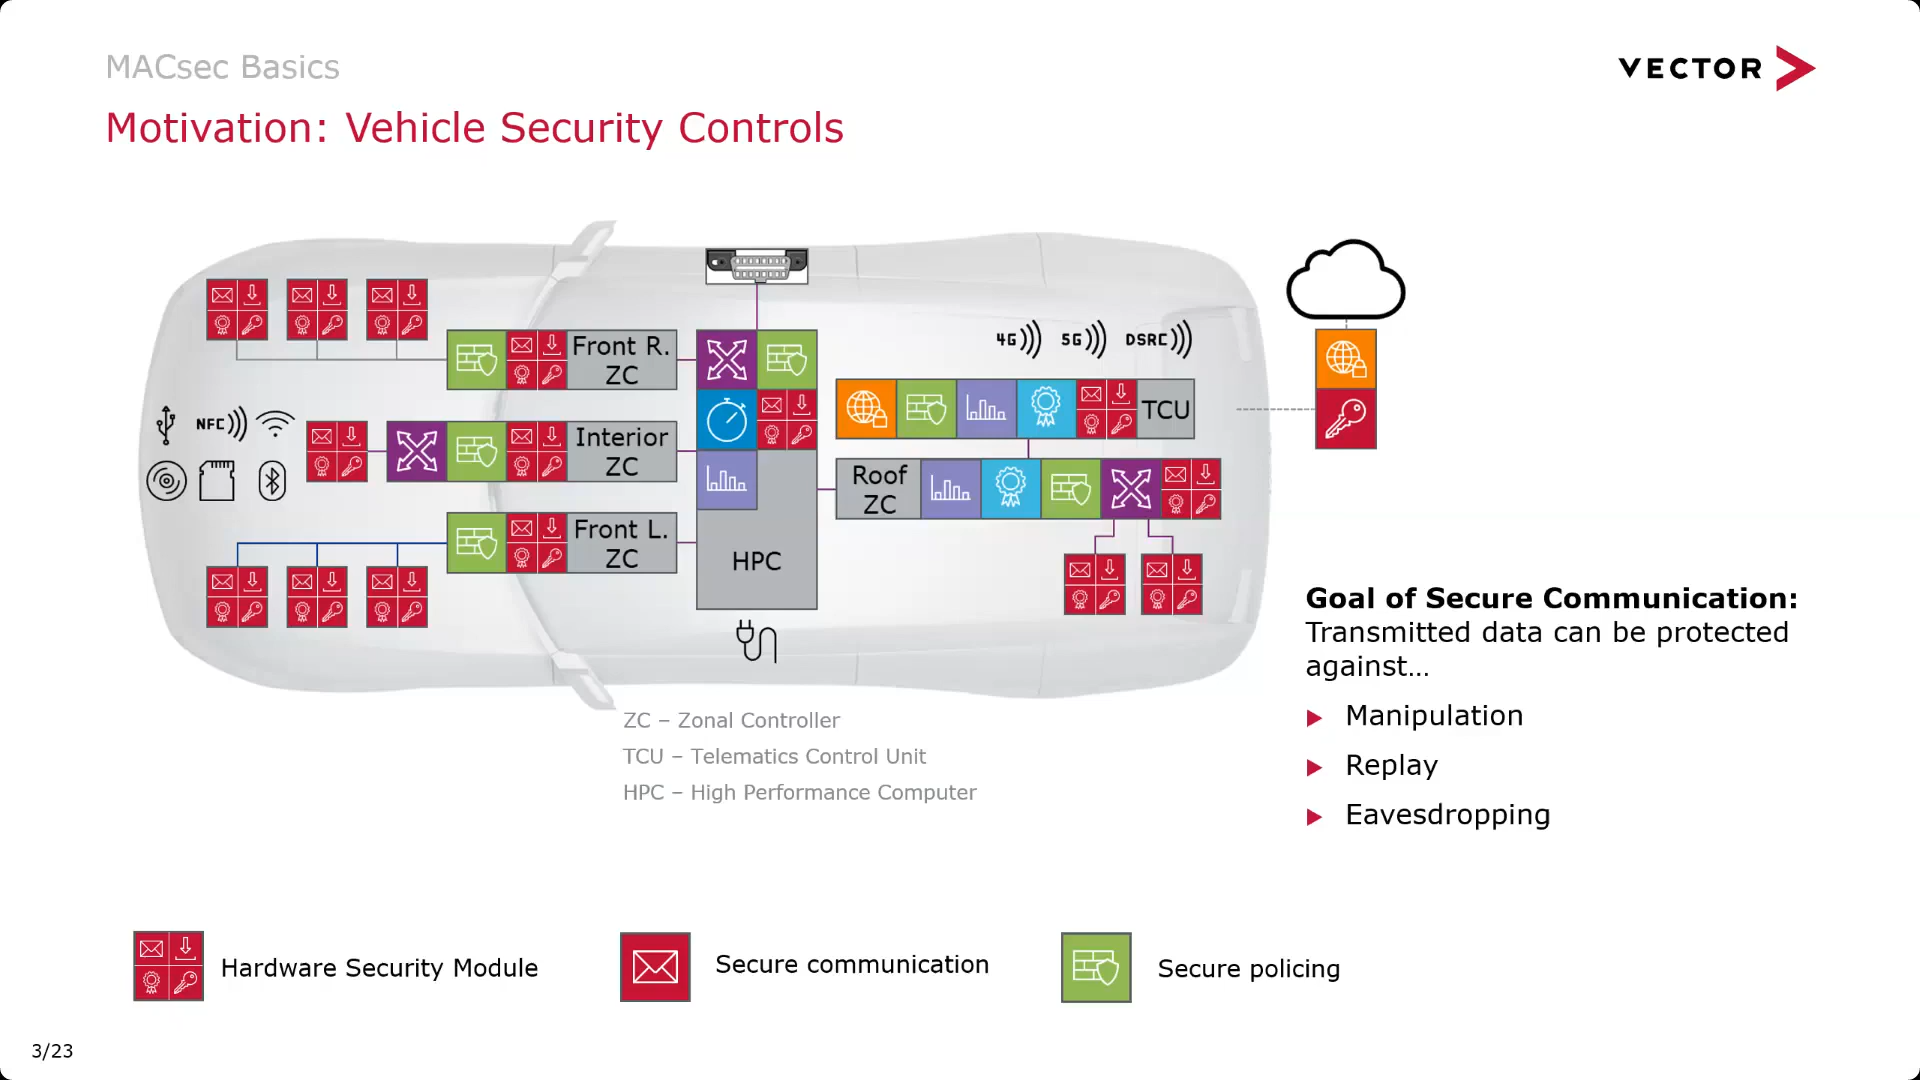 MACsec Basics
VECTOR
Motivation: Vehicle Security Controls
4G
5G
DSRC
Front R.
ZC
NFC
Interior
ZC
TCU
Roof
ZC
Front L.
ZC
HPC
Goal of Secure Communication:
Transmitted data can be protected
against...
Manipulation
Replay
Eavesdropping
ZC – Zonal Controller
TCU – Telematics Control Unit
HPC – High Performance Computer
Hardware Security Module
Secure communication
Secure policing
3/23